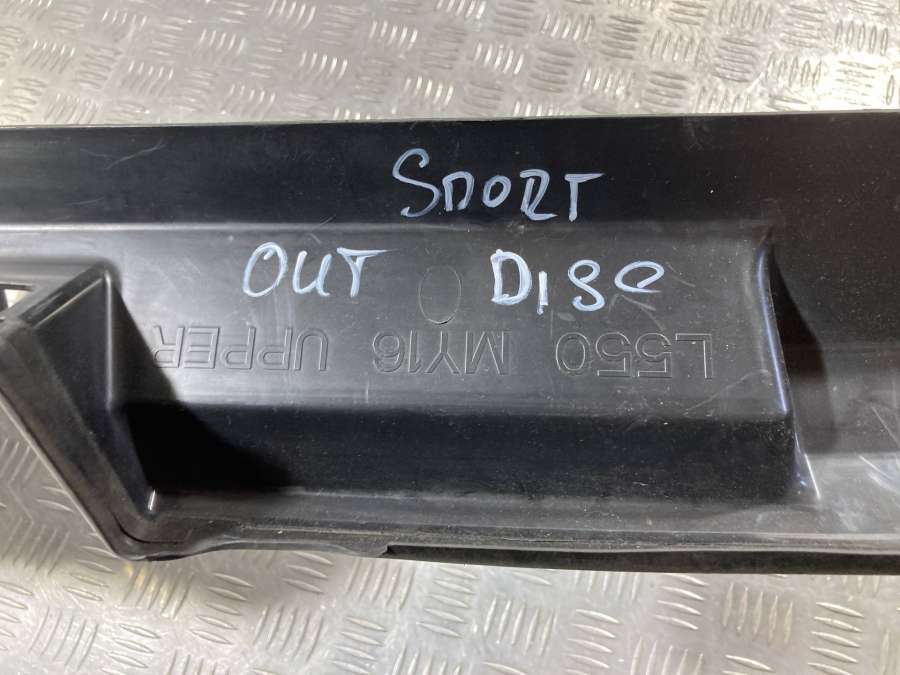 SPORT
OUT DISC
L550 MY16 UPPER